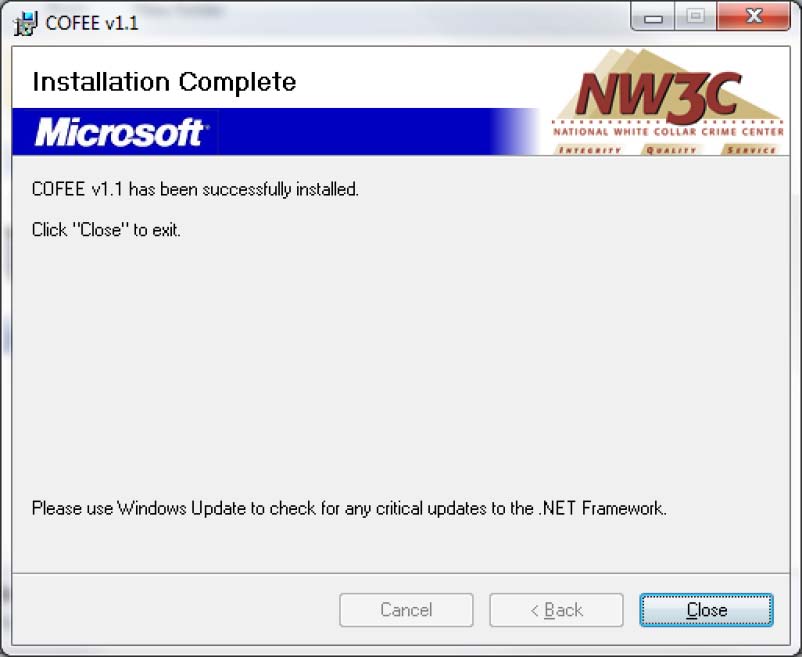 COFEE v1.1
Installation Complete
NW3C
NATIONAL WHITE COLLAR CRIME CENTER
INTEGRITY QUALITY SERVICE
Microsoft
COFEE v1.1 has been successfully installed.
Click "Close" to exit.
Please use Windows Update to check for any critical updates to the .NET Framework.
Cancel
< Back
Close